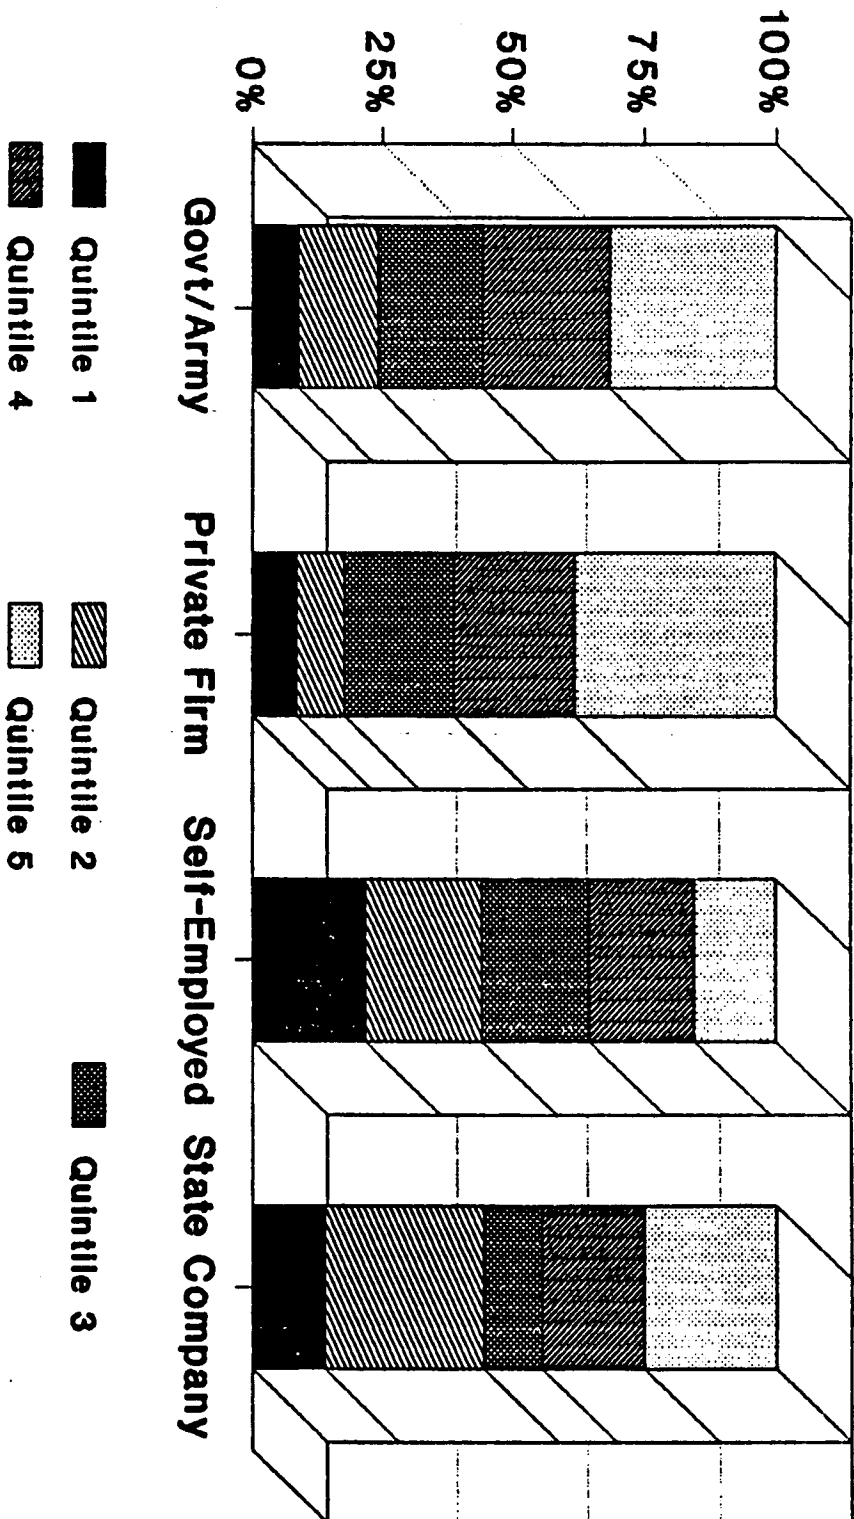 100%
75%
50%
25%
0%
Govt/Army Private Firm Self-Employed State Company
Quintile 1 Quintile 2 Quintile 3
Quintile 4 Quintile 5